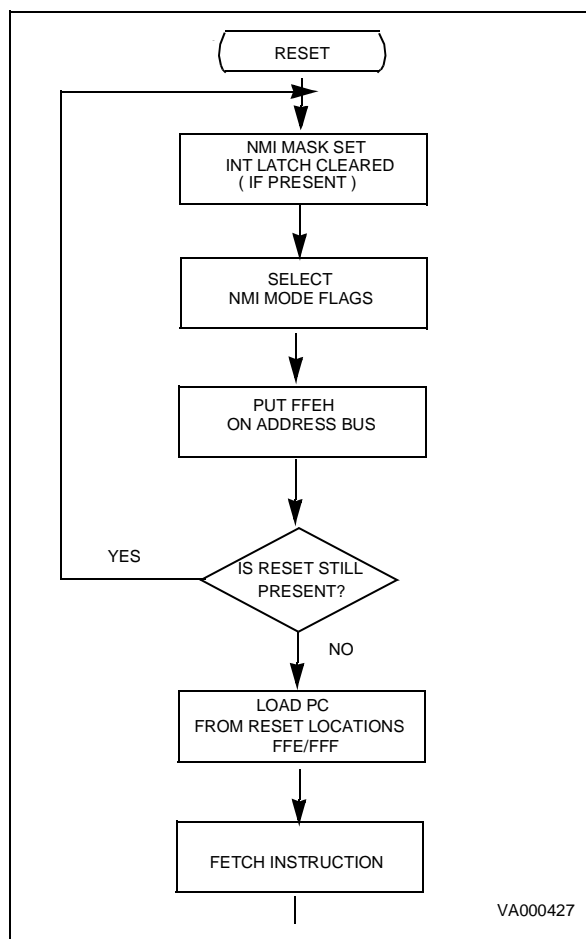 RESET
NMI MASK SET
INT LATCH CLEARED
( IF PRESENT )
SELECT
NMI MODE FLAGS
PUT FFEH
ON ADDRESS BUS
YES
IS RESET STILL
PRESENT?
NO
LOAD PC
FROM RESET LOCATIONS
FFE/FFF
FETCH INSTRUCTION
VA000427